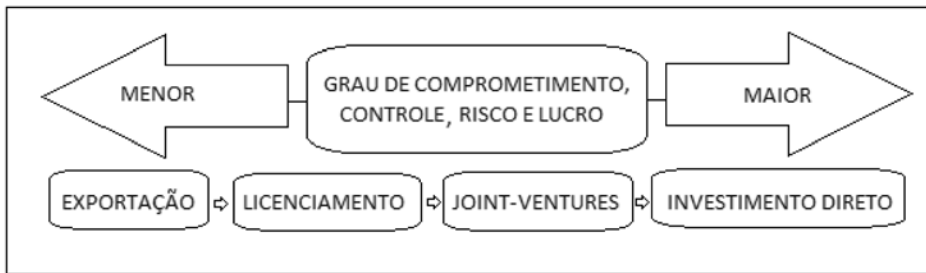 MENOR
GRAU DE COMPROMETIMENTO,
CONTROLE, RISCO E LUCRO
MAIOR
EXPORTAÇÃO
LICENCIAMENTO
JOINT-VENTURES
INVESTIMENTO DIRETO